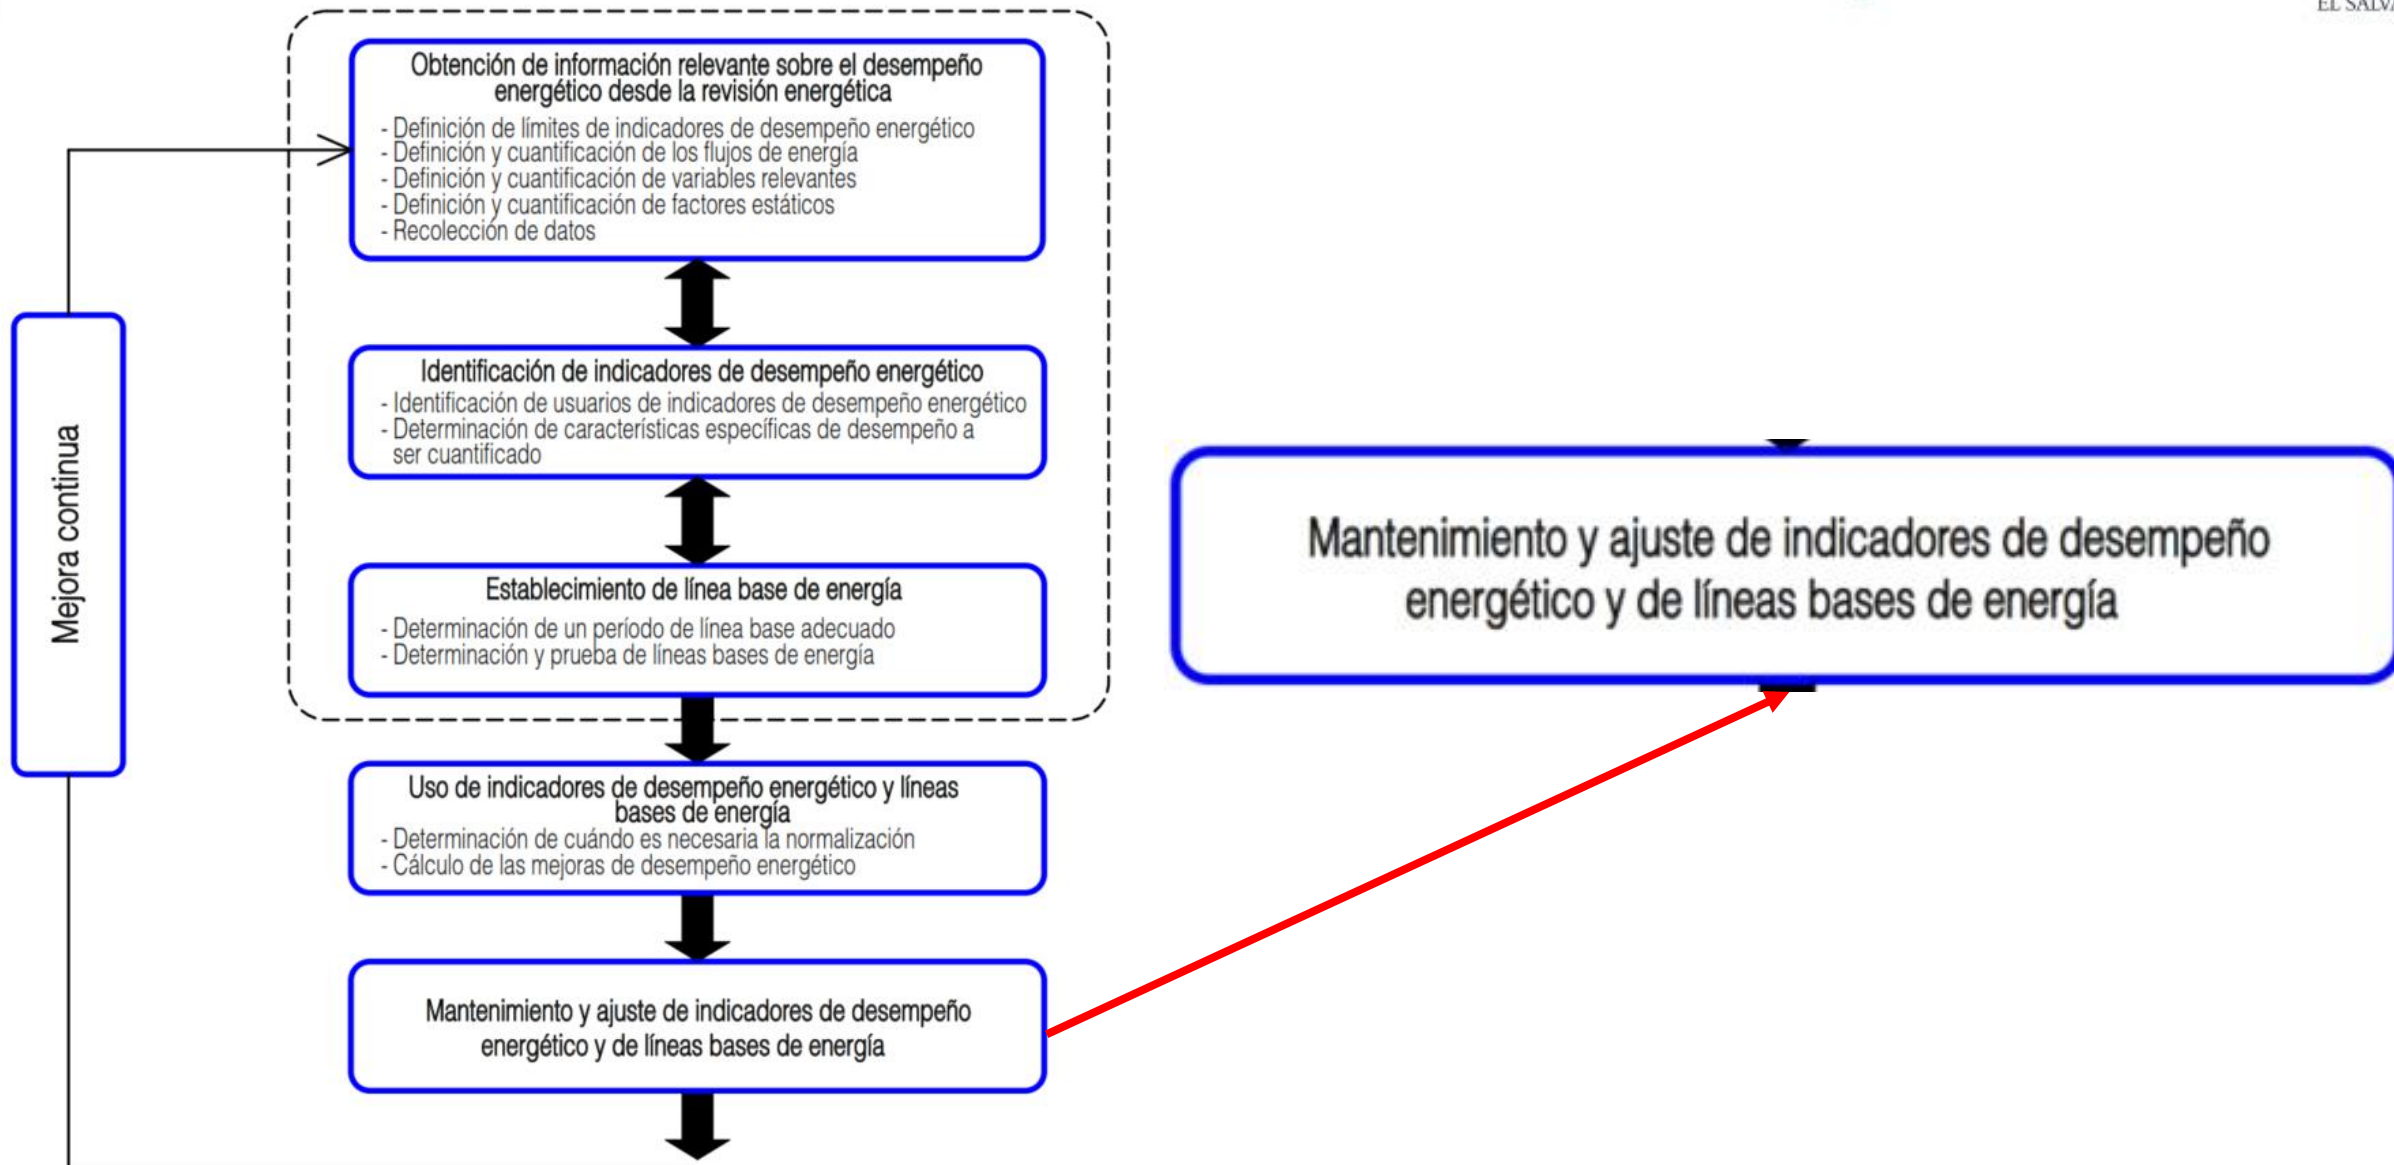 Obtención de información relevante sobre el desempeño
energético desde la revisión energética
- Definición de límites de indicadores de desempeño energético
- Definición y cuantificación de los flujos de energía
- Definición y cuantificación de variables relevantes
- Definición y cuantificación de factores estáticos
- Recolección de datos
Identificación de indicadores de desempeño energético
- Identificación de usuarios de indicadores de desempeño energético
- Determinación de características específicas de desempeño a
ser cuantificado
Mejora continua
Establecimiento de línea base de energía
- Determinación de un período de línea base adecuado
- Determinación y prueba de líneas bases de energía
Uso de indicadores de desempeño energético y líneas
bases de energía
- Determinación de cuándo es necesaria la normalización
- Cálculo de las mejoras de desempeño energético
Mantenimiento y ajuste de indicadores de desempeño
energético y de líneas bases de energía
Mantenimiento y ajuste de indicadores de desempeño
energético y de líneas bases de energía